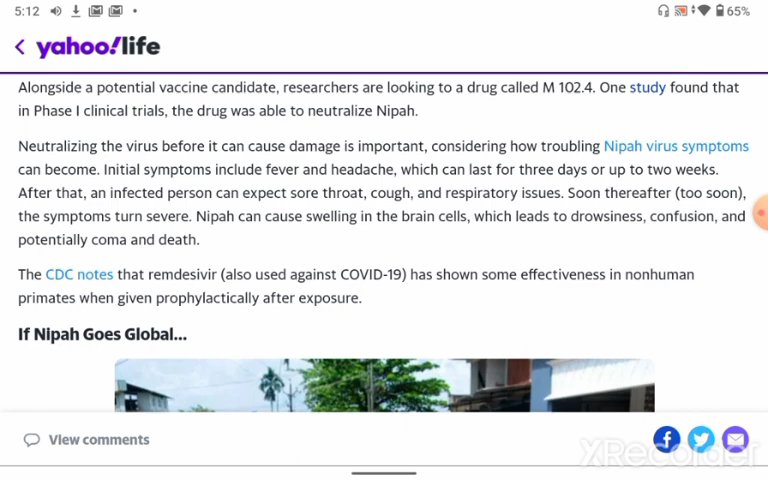 5:12
65%
yahoo!life
Alongside a potential vaccine candidate, researchers are looking to a drug called M 102.4. One study found that
in Phase I clinical trials, the drug was able to neutralize Nipah.
Neutralizing the virus before it can cause damage is important, considering how troubling Nipah virus symptoms
can become. Initial symptoms include fever and headache, which can last for three days or up to two weeks.
After that, an infected person can expect sore throat, cough, and respiratory issues. Soon thereafter (too soon),
the symptoms turn severe. Nipah can cause swelling in the brain cells, which leads to drowsiness, confusion, and
potentially coma and death.
The CDC notes that remdesivir (also used against COVID-19) has shown some effectiveness in nonhuman
primates when given prophylactically after exposure.
If Nipah Goes Global...
View comments
XRecorder